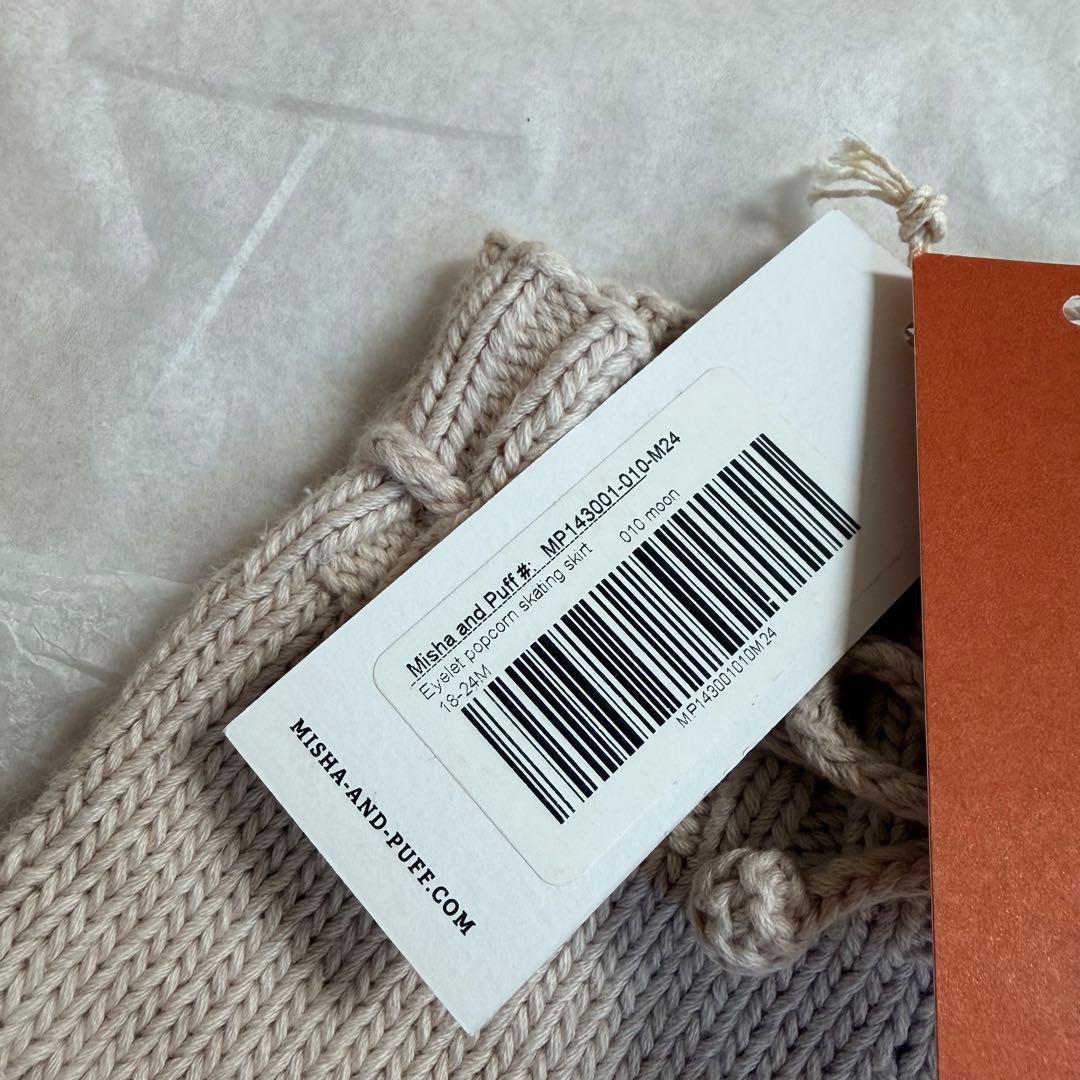 Misha and Puff #: MP143001-010-M24
Eyelet popcorn skating skirt 010 moon
18-24M
MP143001010M24
MISHA-AND-PUFF.COM